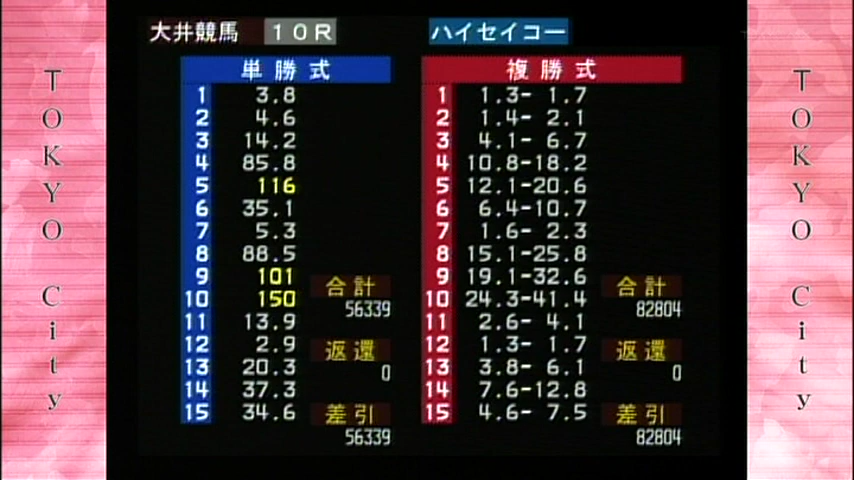 大井競馬 10R ハイセイコー
TOKYO City
単勝式 複勝式
1 3.8 1 1.3- 1.7
2 4.6 2 1.4- 2.1
3 14.2 3 4.1- 6.7
4 85.8 4 10.8-18.2
5 116 5 12.1-20.6
6 35.1 6 6.4-10.7
7 5.3 7 1.6- 2.3
8 88.5 8 15.1-25.8
9 101 合計 9 19.1-32.6 合計
10 150 56339 10 24.3-41.4 82804
11 13.9 11 2.6- 4.1
12 2.9 返還 12 1.3- 1.7 返還
13 20.3 0 13 3.8- 6.1 0
14 37.3 14 7.6-12.8
15 34.6 差引 15 4.6- 7.5 差引
56339 82804
TOKYO City